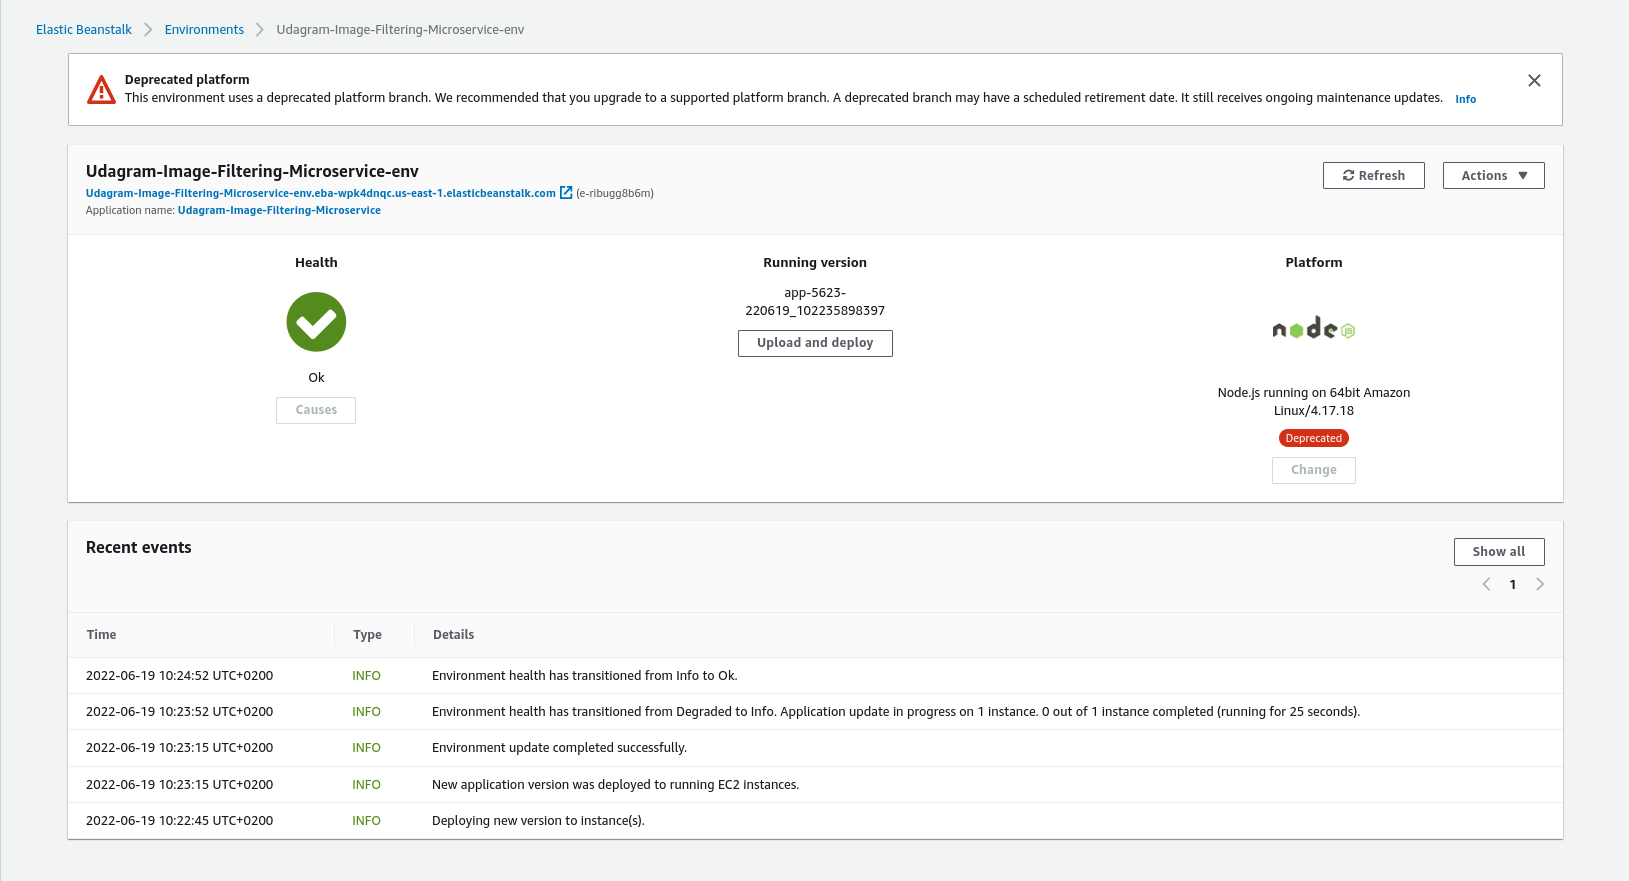 Elastic Beanstalk > Environments > Udagram-Image-Filtering-Microservice-env
Deprecated platform
This environment uses a deprecated platform branch. We recommended that you upgrade to a supported platform branch. A deprecated branch may have a scheduled retirement date. It still receives ongoing maintenance updates. Info
Udagram-Image-Filtering-Microservice-env
Udagram-Image-Filtering-Microservice-env.eba-wpk4dnqc.us-east-1.elasticbeanstalk.com (e-ribugg8b6m)
Application name: Udagram-Image-Filtering-Microservice
Refresh
Actions
Health
Ok
Causes
Running version
app-5623-
220619_102235898397
Upload and deploy
Platform
node JS
Node.js running on 64bit Amazon
Linux/4.17.18
Deprecated
Change
Recent events
Show all
1
Time Type Details
2022-06-19 10:24:52 UTC+0200 INFO Environment health has transitioned from Info to Ok.
2022-06-19 10:23:52 UTC+0200 INFO Environment health has transitioned from Degraded to Info. Application update in progress on 1 instance. 0 out of 1 instance completed (running for 25 seconds).
2022-06-19 10:23:15 UTC+0200 INFO Environment update completed successfully.
2022-06-19 10:23:15 UTC+0200 INFO New application version was deployed to running EC2 instances.
2022-06-19 10:22:45 UTC+0200 INFO Deploying new version to instance(s).